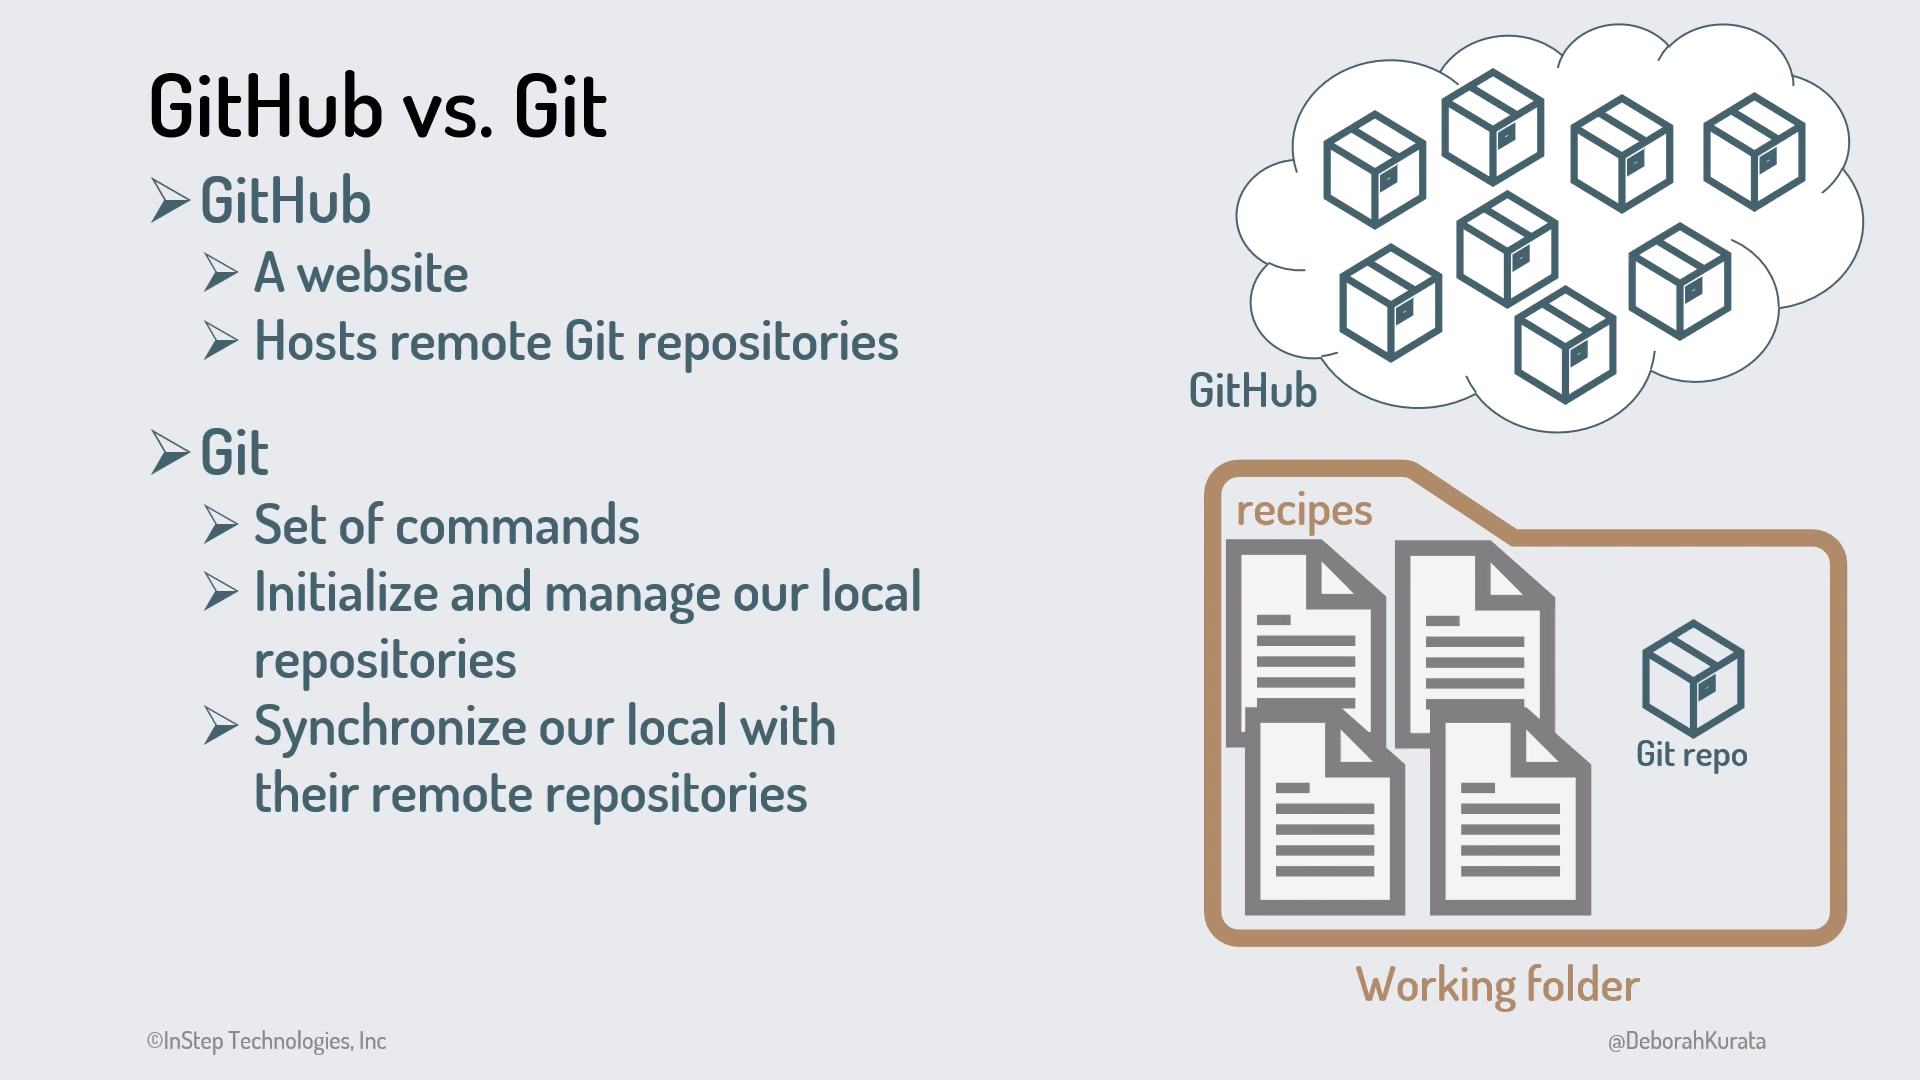 GitHub vs. Git
GitHub
A website
Hosts remote Git repositories
Git
Set of commands
Initialize and manage our local
repositories
Synchronize our local with
their remote repositories
GitHub
recipes
Git repo
Working folder
©InStep Technologies, Inc
@DeborahKurata